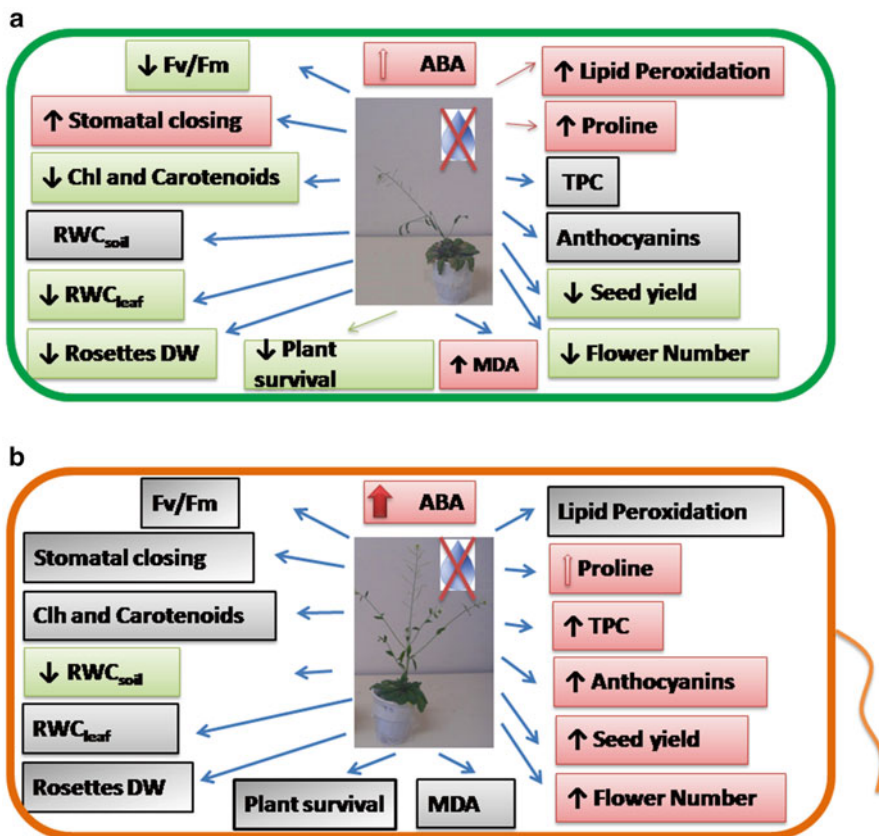 a
↓ Fv/Fm
ABA
↑ Lipid Peroxidation
↑ Stomatal closing
↑ Proline
↓ Chl and Carotenoids
TPC
RWCsoil
Anthocyanins
↓ RWCleaf
↓ Seed yield
↓ Rosettes DW
↓ Plant
survival
↑ MDA
↓ Flower Number
b
Fv/Fm
ABA
Lipid Peroxidation
Stomatal closing
Proline
Clh and Carotenoids
↑ TPC
↓ RWCsoil
↑ Anthocyanins
RWCleaf
↑ Seed yield
Rosettes DW
Plant survival
MDA
↑ Flower Number